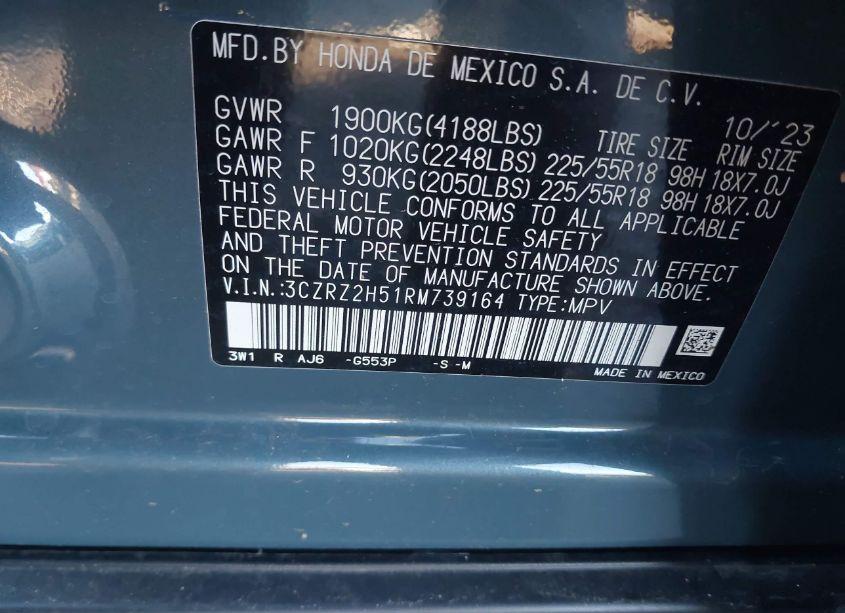 MFD.BY HONDA DE MEXICO S.A. DE C.V.
10/'23
GVWR 1900KG(4188LBS) TIRE SIZE RIM SIZE
GAWR F 1020KG(2248LBS) 225/55R18 98H 18X7.0J
GAWR R 930KG(2050LBS) 225/55R18 98H 18X7.0J
THIS VEHICLE CONFORMS TO ALL APPLICABLE
FEDERAL MOTOR VEHICLE SAFETY
AND THEFT PREVENTION STANDARDS IN EFFECT
ON THE DATE OF MANUFACTURE SHOWN ABOVE.
V.I.N.:3CZRZ2H51RM739164 TYPE:MPV
3W1 R AJ6 -G553P -S -M
MADE IN MEXICO